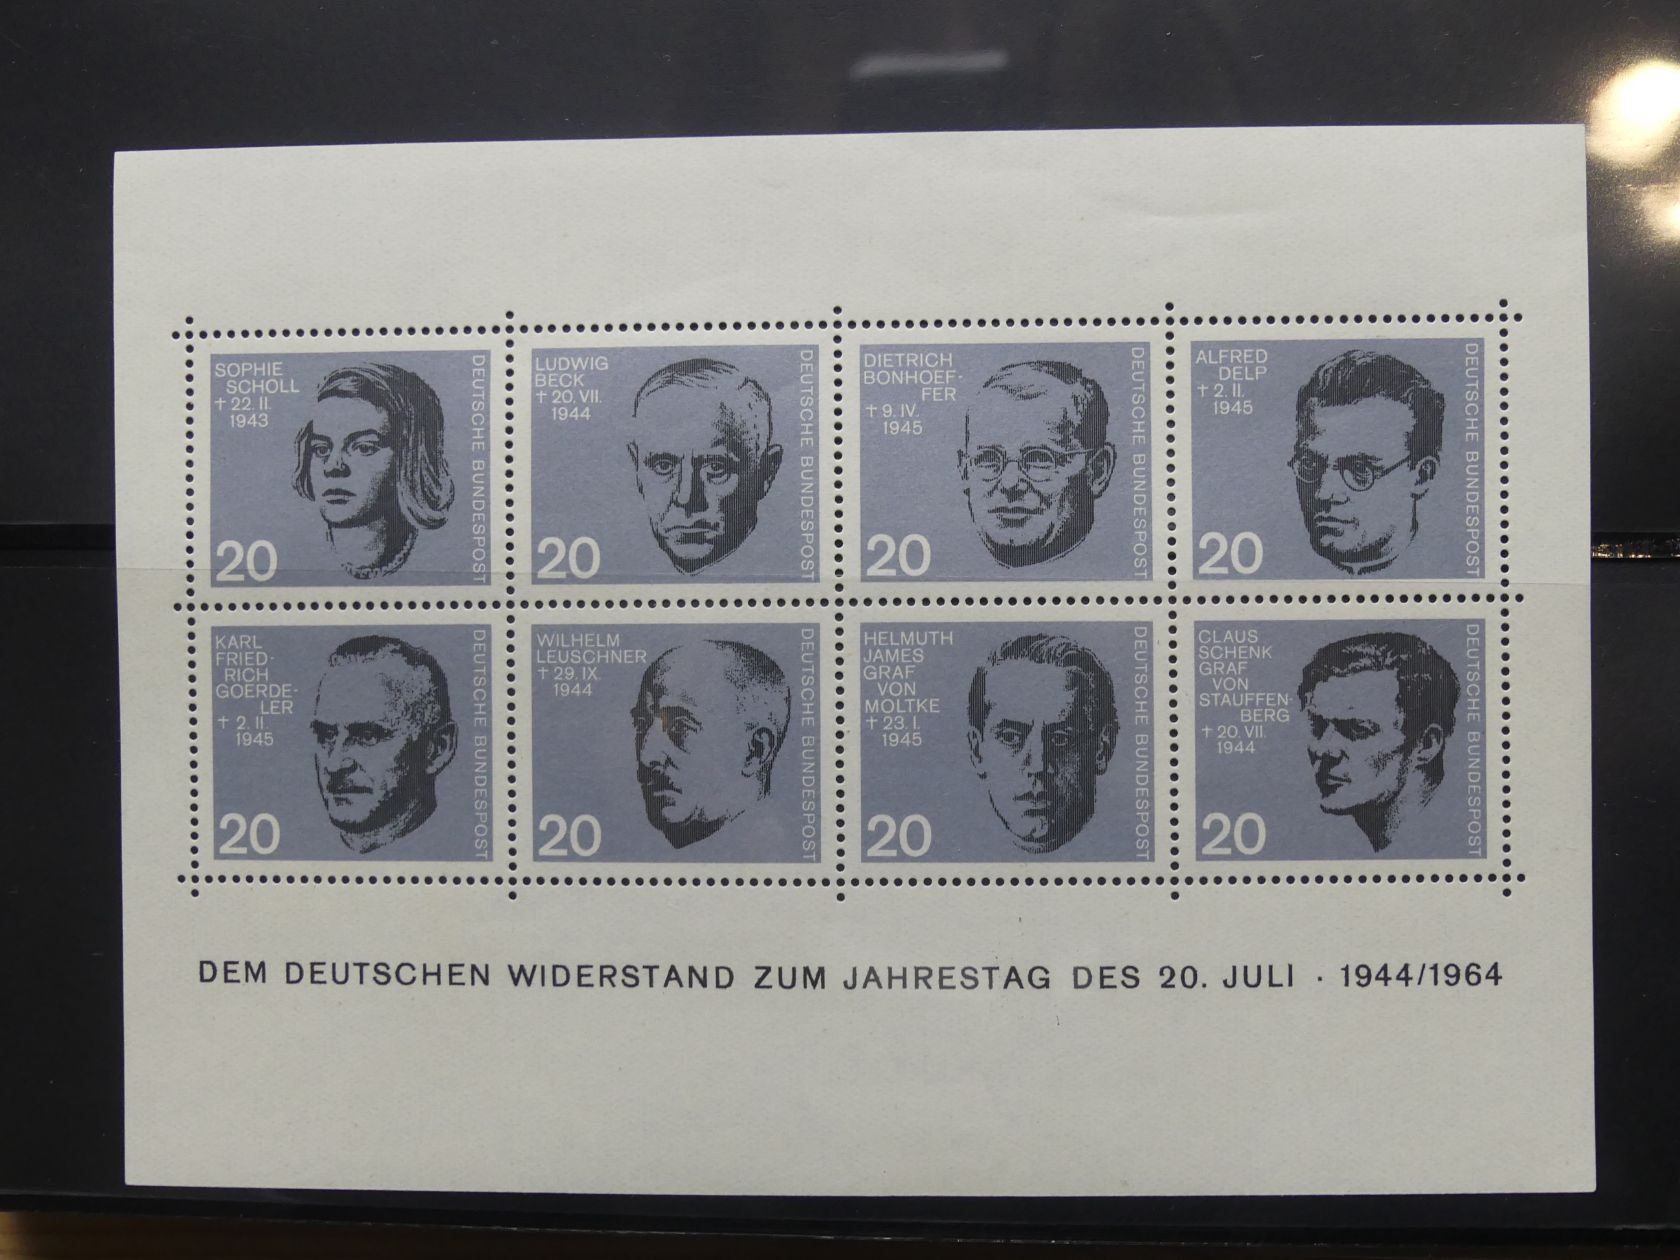 SOPHIE
SCHOLL
† 22. II.
1943
DEUTSCHE BUNDESPOST
20
LUDWIG
BECK
† 20. VII.
1944
DEUTSCHE BUNDESPOST
20
DIETRICH
BONHOEF-
FER
† 9. IV.
1945
DEUTSCHE BUNDESPOST
20
ALFRED
DELP
† 2. II.
1945
DEUTSCHE BUNDESPOST
20
KARL
FRIED-
RICH
GOERDE-
LER
† 2. II.
1945
DEUTSCHE BUNDESPOST
20
WILHELM
LEUSCHNER
† 29. IX.
1944
DEUTSCHE BUNDESPOST
20
HELMUTH
JAMES
GRAF
VON
MOLTKE
† 23. I.
1945
DEUTSCHE BUNDESPOST
20
CLAUS
SCHENK
GRAF
VON
STAUFFEN-
BERG
† 20. VII.
1944
DEUTSCHE BUNDESPOST
20
DEM DEUTSCHEN WIDERSTAND ZUM JAHRESTAG DES 20. JULI · 1944/1964